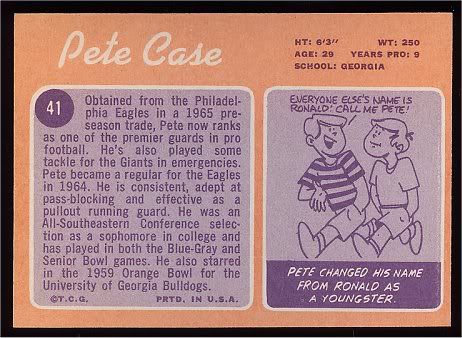 Pete Case
HT: 6'3" WT: 250
AGE: 29 YEARS PRO: 9
SCHOOL: GEORGIA
41
Obtained from the Philadel-
phia Eagles in a 1965 pre-
season trade, Pete now ranks
as one of the premier guards in pro
football. He's also played some
tackle for the Giants in emergencies.
Pete became a regular for the Eagles
in 1964. He is consistent, adept at
pass-blocking and effective as a
pullout running guard. He was an
All-Southeastern Conference selec-
tion as a sophomore in college and
has played in both the Blue-Gray and
Senior Bowl games. He also starred
in the 1959 Orange Bowl for the
University of Georgia Bulldogs.
©T.C.G. PRTD. IN U.S.A.
EVERYONE ELSE'S NAME IS
RONALD! CALL ME PETE!
PETE CHANGED HIS NAME
FROM RONALD AS
A YOUNGSTER.